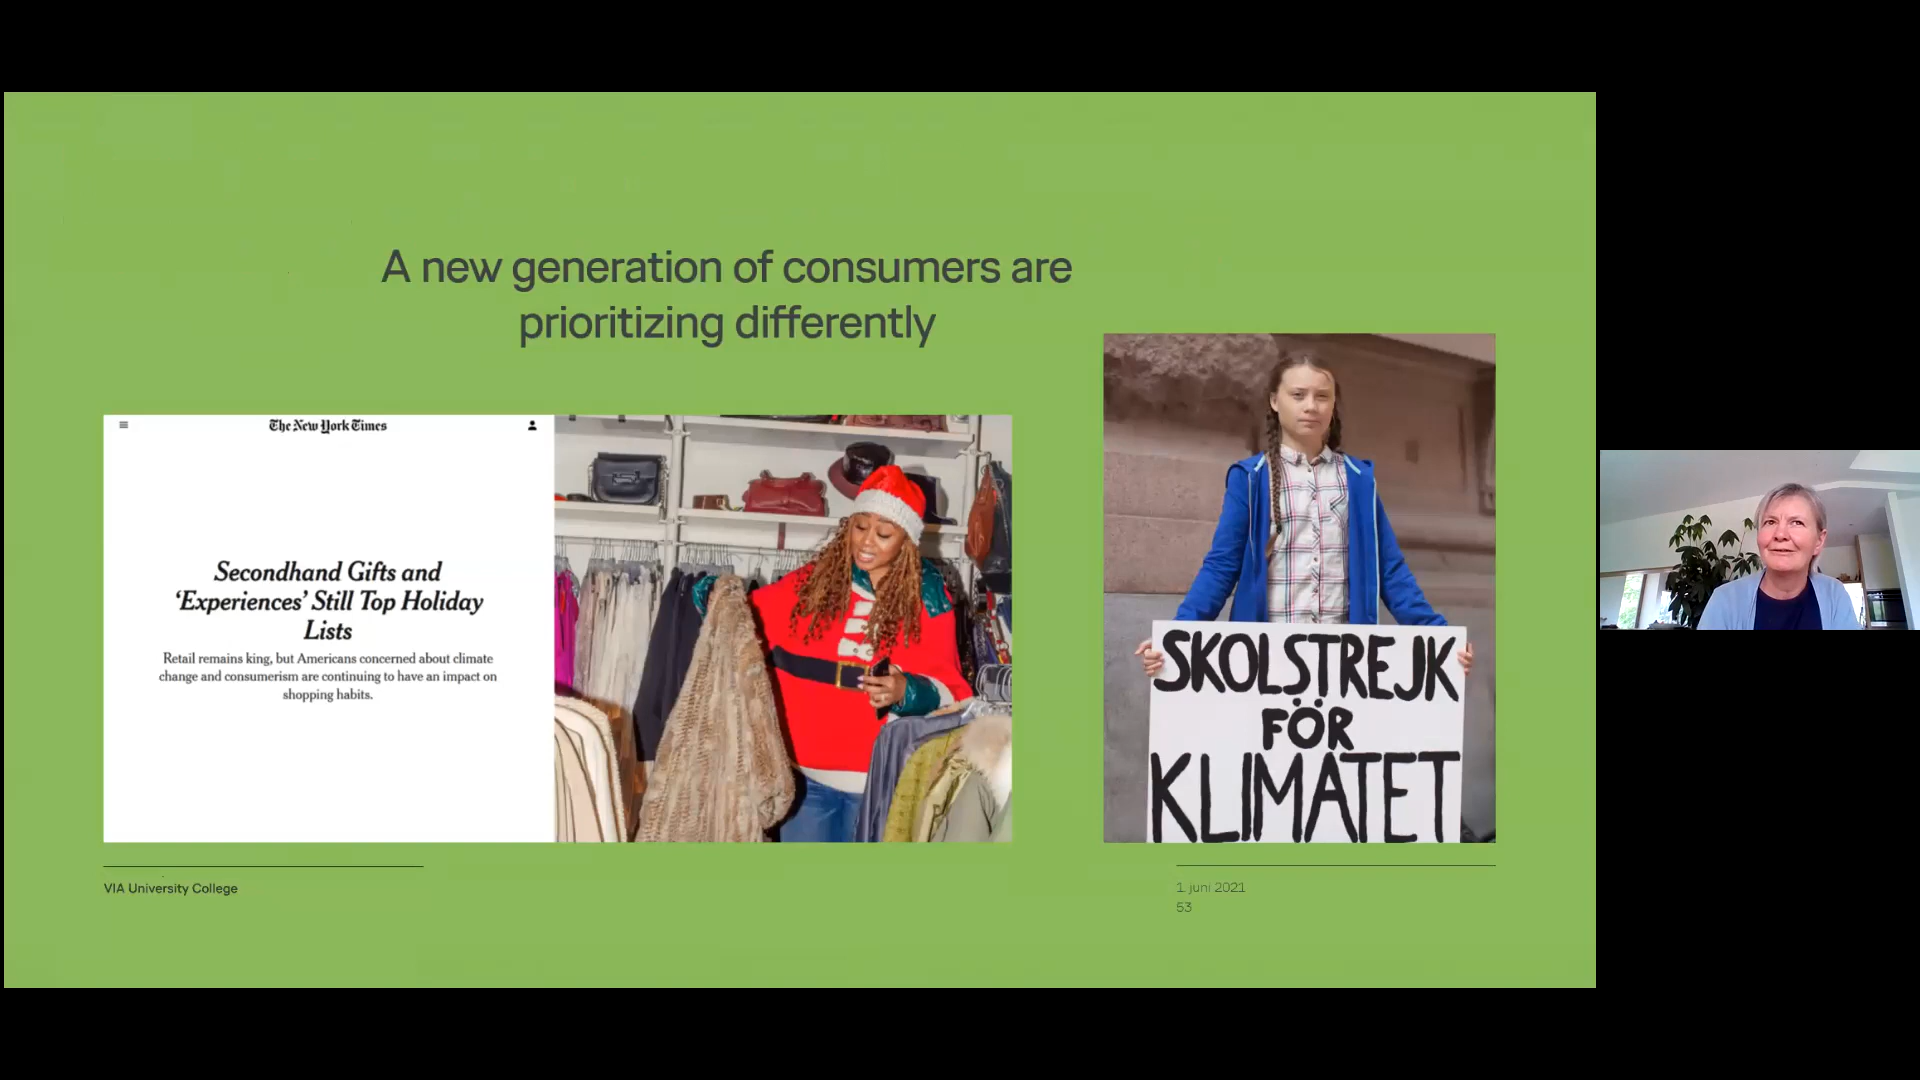 A new generation of consumers are
prioritizing differently
The New York Times
Secondhand Gifts and
‘Experiences’ Still Top Holiday
Lists
Retail remains king, but Americans concerned about climate
change and consumerism are continuing to have an impact on
shopping habits.
SKOLSTREJK
FÖR
KLIMATET
VIA University College
1. juni 2021
53